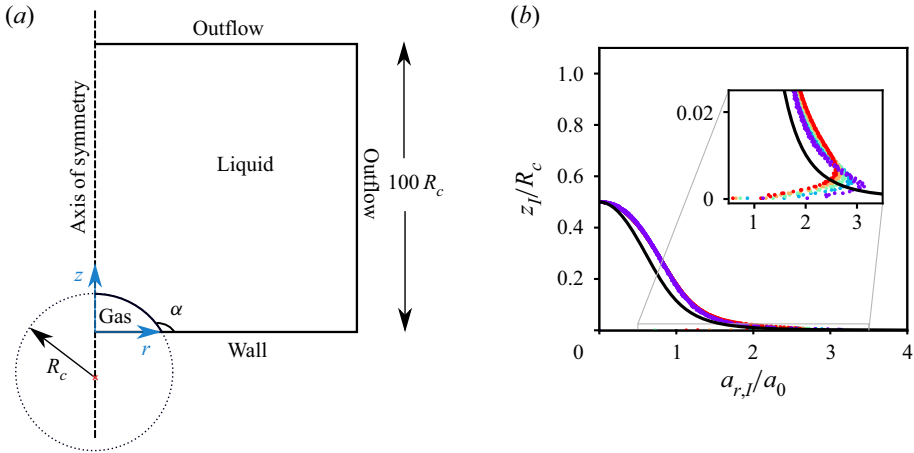 (a)
Outflow
Axis of symmetry
Liquid
Outflow
100 R_c
z
Gas
α
r
Wall
R_c
(b)
1.0
0.8
0.6
0.4
0.2
0
1
2
3
4
z_I/R_c
a_{r,I}/a_0
0.02
0
1
2
3